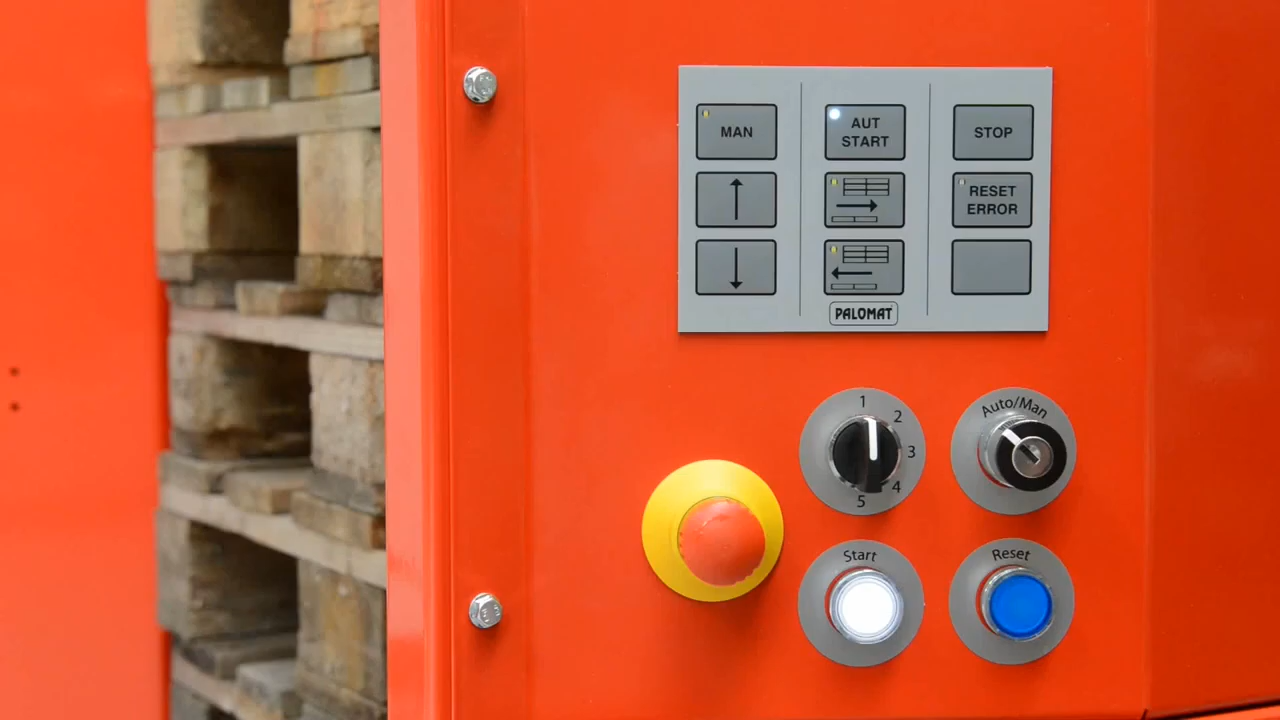 MAN
AUT
START
STOP
RESET
ERROR
PALOMAT
1
2
3
4
5
Auto/Man
Start
Reset